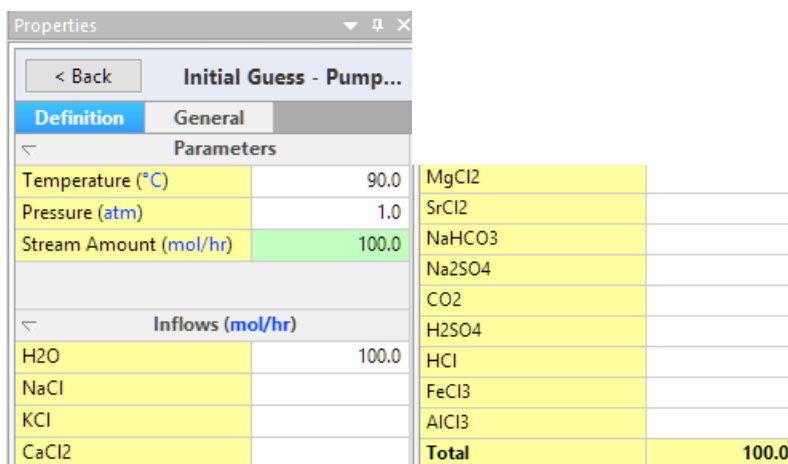 Properties
< Back Initial Guess - Pump...
Definition General
Parameters
Temperature (°C) 90.0
Pressure (atm) 1.0
Stream Amount (mol/hr) 100.0
Inflows (mol/hr)
H2O 100.0
NaCl
KCl
CaCl2
MgCl2
SrCl2
NaHCO3
Na2SO4
CO2
H2SO4
HCl
FeCl3
AlCl3
Total 100.0